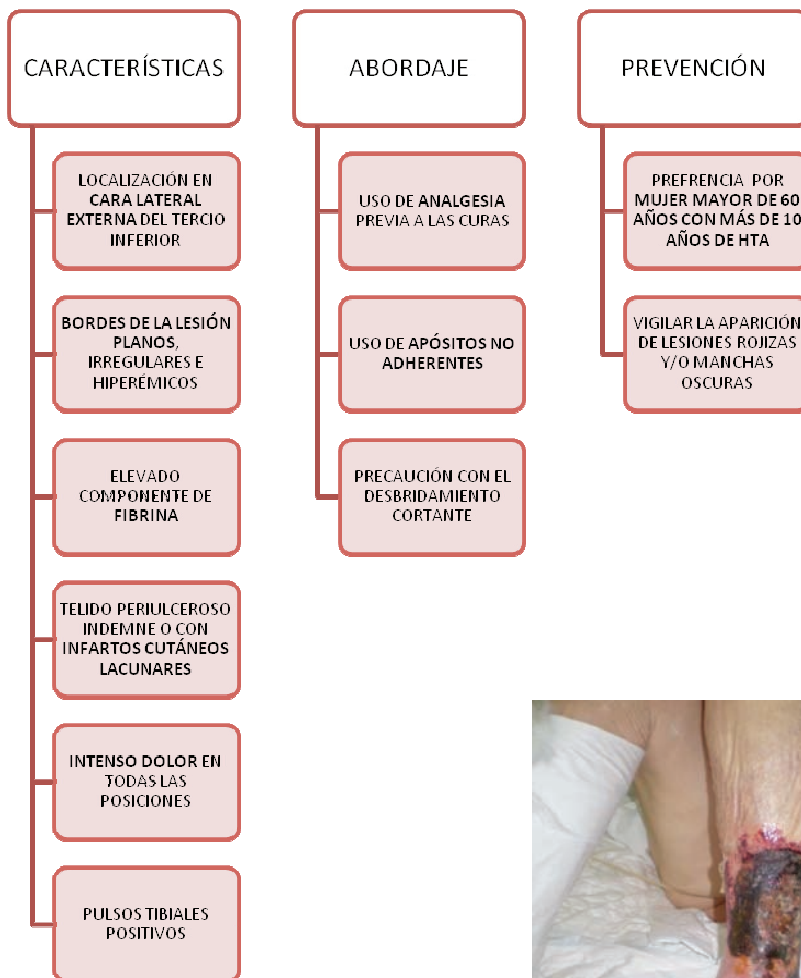 CARACTERÍSTICAS
LOCALIZACIÓN EN
CARA LATERAL
EXTERNA DEL TERCIO
INFERIOR
BORDES DE LA LESIÓN
PLANOS,
IRREGULARES E
HIPERÉMICOS
ELEVADO
COMPONENTE DE
FIBRINA
TELIDO PERIULCEROSO
INDEMNE O CON
INFARTOS CUTÁNEOS
LACUNARES
INTENSO DOLOR EN
TODAS LAS
POSICIONES
PULSOS TIBIALES
POSITIVOS
ABORDAJE
USO DE ANALGESIA
PREVIA A LAS CURAS
USO DE APÓSITOS NO
ADHERENTES
PRECAUCIÓN CON EL
DESBRIDAMIENTO
CORTANTE
PREVENCIÓN
PREFRENCIA POR
MUJER MAYOR DE 60
AÑOS CON MÁS DE 10
AÑOS DE HTA
VIGILAR LA APARICIÓN
DE LESIONES ROJIZAS
Y/O MANCHAS
OSCURAS